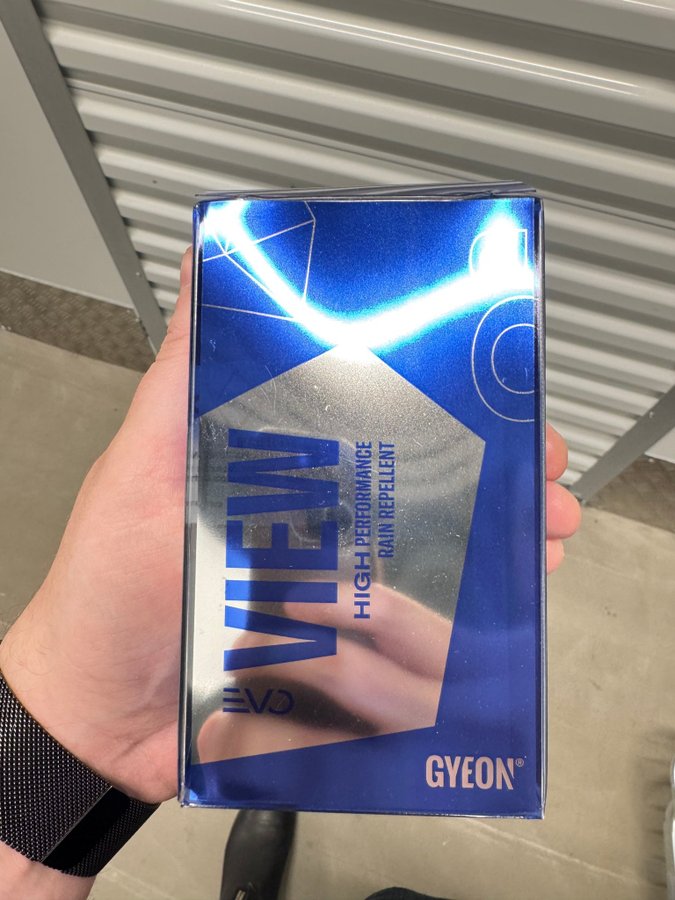 VIEW
EVO
HIGH PERFORMANCE
RAIN REPELLENT
GYEON®